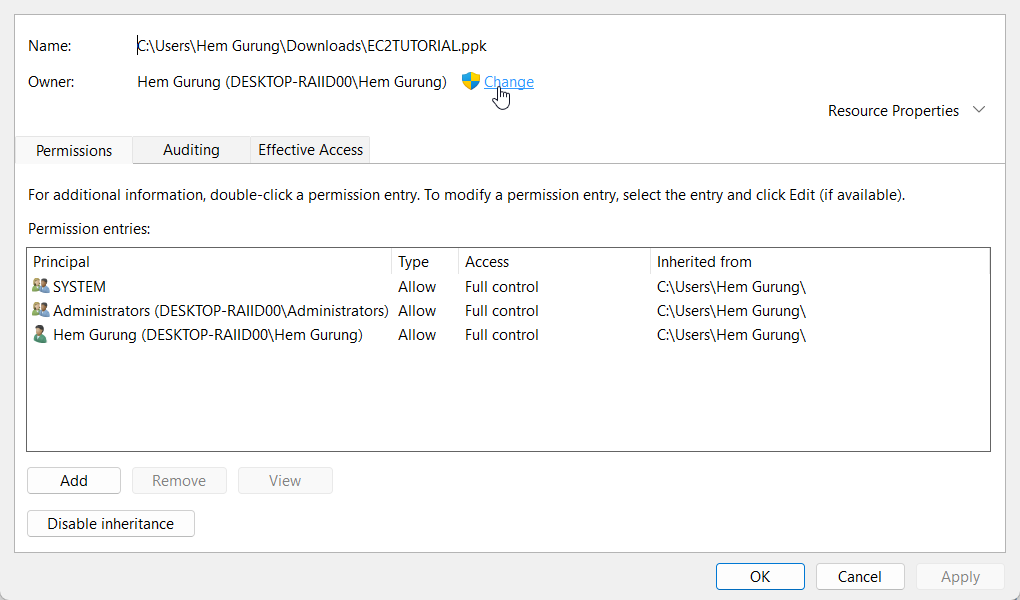 Name: C:\Users\Hem Gurung\Downloads\EC2TUTORIAL.ppk
Owner: Hem Gurung (DESKTOP-RAIID00\Hem Gurung) Change
Resource Properties
Permissions Auditing Effective Access
For additional information, double-click a permission entry. To modify a permission entry, select the entry and click Edit (if available).
Permission entries:
Principal Type Access Inherited from
SYSTEM Allow Full control C:\Users\Hem Gurung\
Administrators (DESKTOP-RAIID00\Administrators) Allow Full control C:\Users\Hem Gurung\
Hem Gurung (DESKTOP-RAIID00\Hem Gurung) Allow Full control C:\Users\Hem Gurung\
Add Remove View
Disable inheritance
OK Cancel Apply